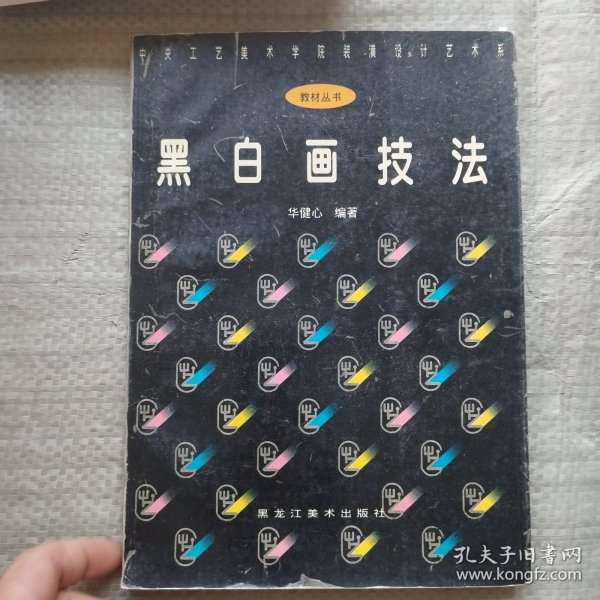 中央工艺美术学院装潢设计艺术系
教材丛书
黑白画技法
华健心 编著
黑龙江美术出版社
孔夫子旧书网
www.kongfz.com